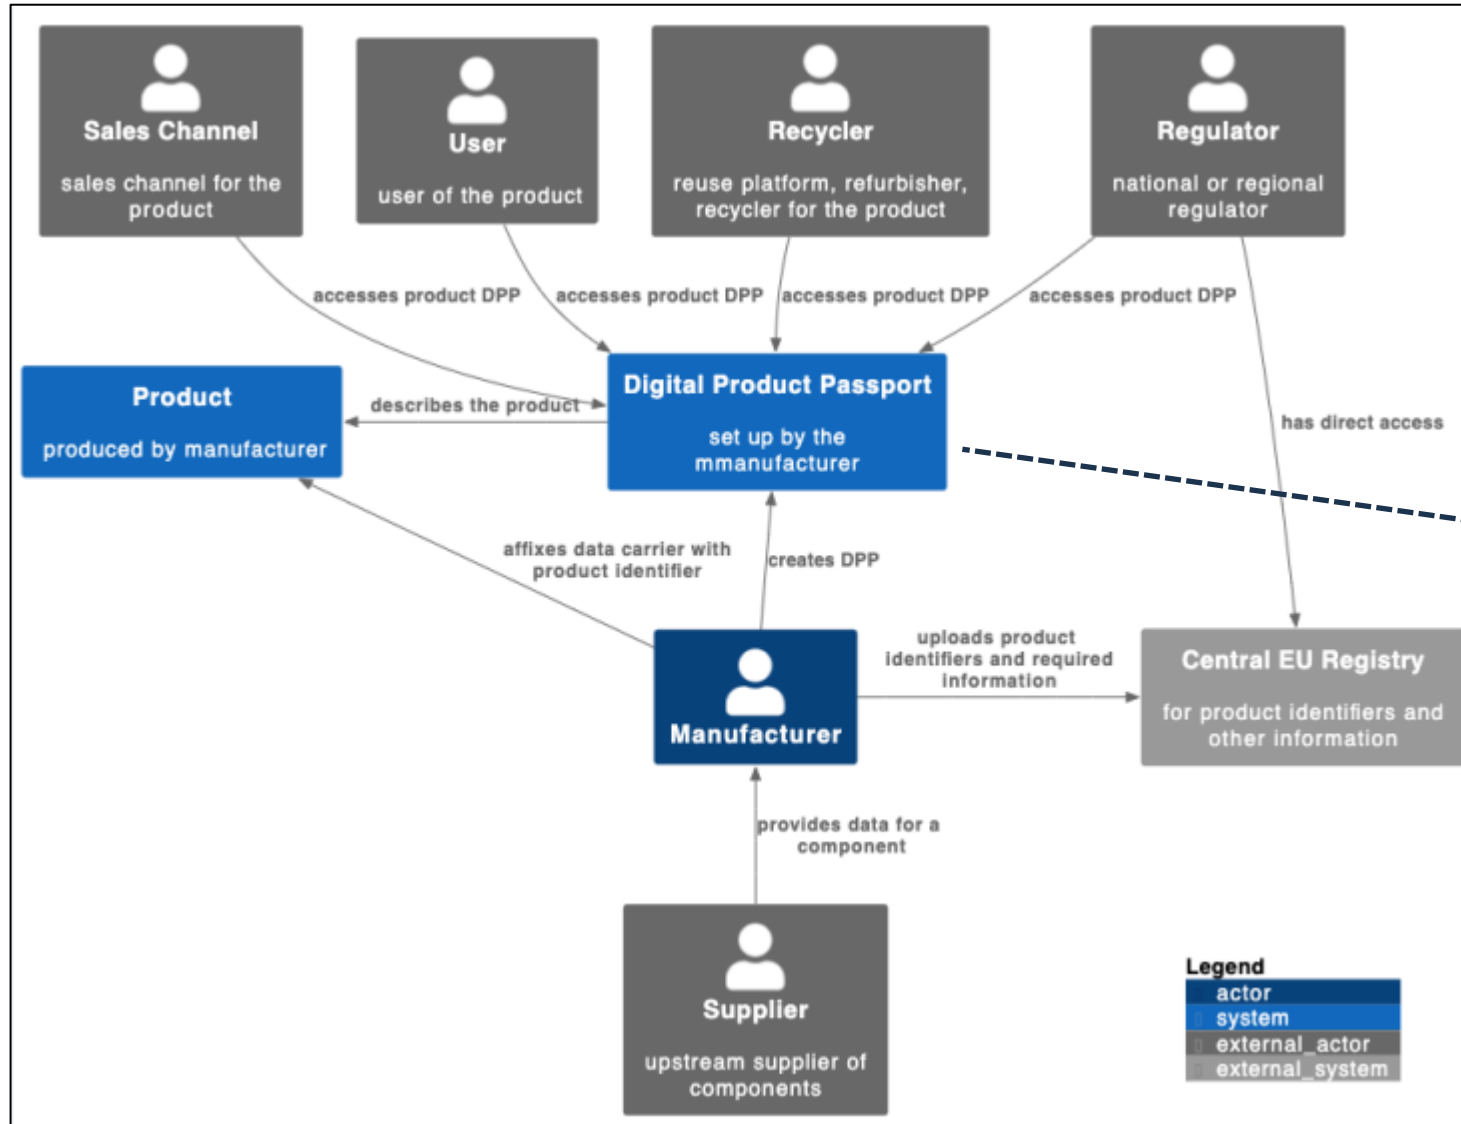 Sales Channel
sales channel for the
product
User
user of the product
Recycler
reuse platform, refurbisher,
recycler for the product
Regulator
national or regional
regulator
accesses product DPP
accesses product DPP
accesses product DPP
accesses product DPP
Product
produced by manufacturer
describes the product
Digital Product Passport
set up by the
mmanufacturer
has direct access
affixes data carrier with
product identifier
creates DPP
Manufacturer
uploads product
identifiers and required
information
Central EU Registry
for product identifiers and
other information
provides data for a
component
Supplier
upstream supplier of
components
Legend
actor
system
external_actor
external_system